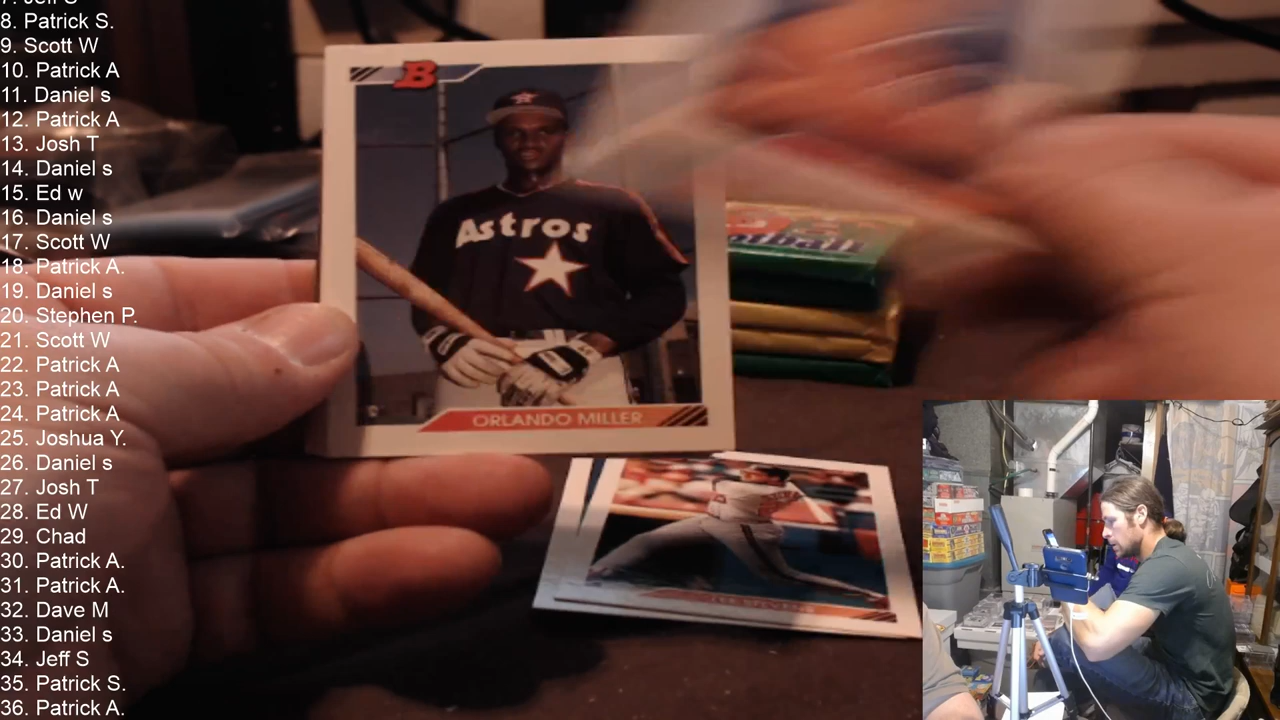 7. Jeff S
8. Patrick S.
9. Scott W
10. Patrick A
11. Daniel s
12. Patrick A
13. Josh T
14. Daniel s
15. Ed w
16. Daniel s
17. Scott W
18. Patrick A.
19. Daniel s
20. Stephen P.
21. Scott W
22. Patrick A
23. Patrick A
24. Patrick A
25. Joshua Y.
26. Daniel s
27. Josh T
28. Ed W
29. Chad
30. Patrick A.
31. Patrick A.
32. Dave M
33. Daniel s
34. Jeff S
35. Patrick S.
36. Patrick A.
B
Astros
ORLANDO MILLER